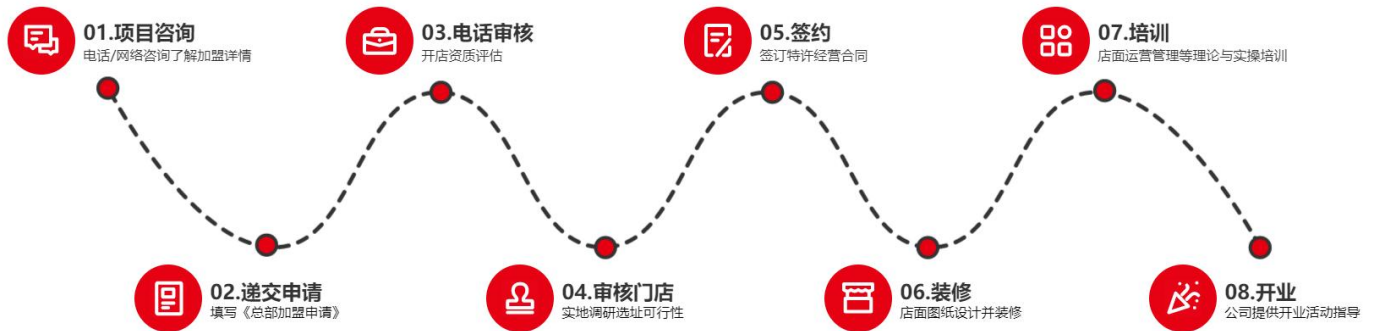 01.项目咨询
电话/网络咨询了解加盟详情
02.递交申请
填写《总部加盟申请》
03.电话审核
开店资质评估
04.审核门店
实地调研选址可行性
05.签约
签订特许经营合同
06.装修
店面图纸设计并装修
07.培训
店面运营管理等理论与实操培训
08.开业
公司提供开业活动指导